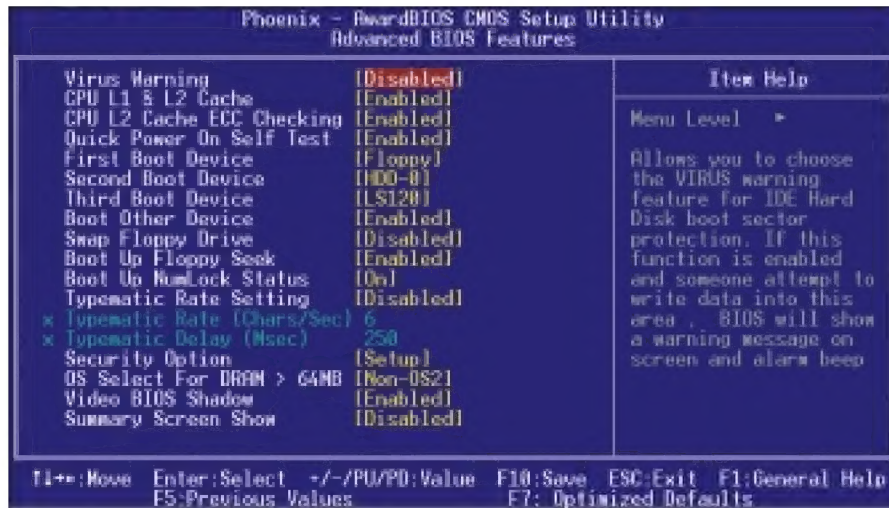 Phoenix - AwardBIOS CMOS Setup Utility
Advanced BIOS Features
Virus Warning [Disabled]
CPU L1 & L2 Cache [Enabled]
CPU L2 Cache ECC Checking [Enabled]
Quick Power On Self Test [Enabled]
First Boot Device [Floppy]
Second Boot Device [HDD-0]
Third Boot Device [LS120]
Boot Other Device [Enabled]
Swap Floppy Drive [Disabled]
Boot Up Floppy Seek [Enabled]
Boot Up NumLock Status [On]
Typematic Rate Setting [Disabled]
x Typematic Rate (Chars/Sec) 6
x Typematic Delay (Msec) 250
Security Option [Setup]
OS Select For DRAM > 64MB [Non-OS2]
Video BIOS Shadow [Enabled]
Summary Screen Show [Disabled]
Item Help
Menu Level ►
Allows you to choose
the VIRUS warning
feature for IDE Hard
Disk boot sector
protection. If this
function is enabled
and someone attempt to
write data into this
area , BIOS will show
a warning message on
screen and alarm beep
↑↓→←:Move Enter:Select +/-/PU/PD:Value F10:Save ESC:Exit F1:General Help
F5:Previous Values F7: Optimized Defaults